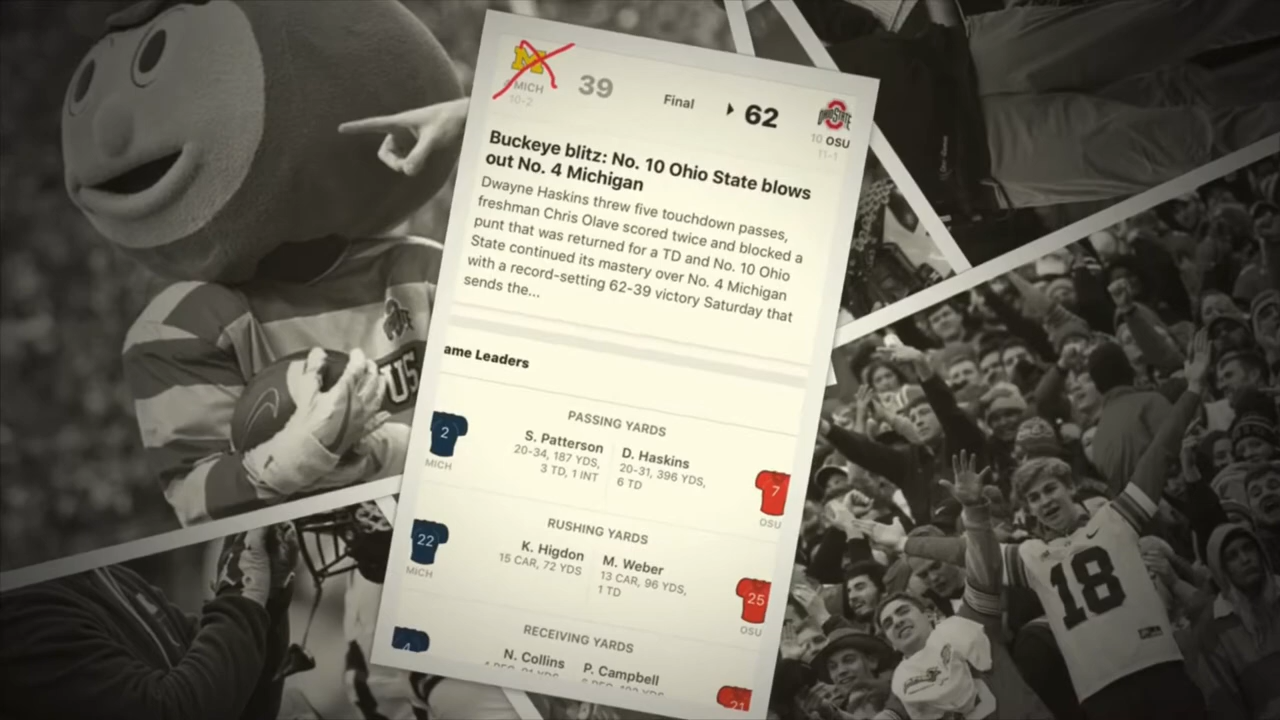 M
39
Final
62
OHIO STATE
MICH
10-2
10 OSU
11-1
Buckeye blitz: No. 10 Ohio State blows
out No. 4 Michigan
Dwayne Haskins threw five touchdown passes,
freshman Chris Olave scored twice and blocked a
punt that was returned for a TD and No. 10 Ohio
State continued its mastery over No. 4 Michigan
with a record-setting 62-39 victory Saturday that
sends the...
ame Leaders
PASSING YARDS
2
MICH
S. Patterson
20-34, 187 YDS,
3 TD, 1 INT
D. Haskins
20-31, 396 YDS,
6 TD
7
OSU
RUSHING YARDS
22
MICH
K. Higdon
15 CAR, 72 YDS
M. Weber
13 CAR, 96 YDS,
1 TD
25
OSU
RECEIVING YARDS
4
N. Collins
P. Campbell
21
US
18